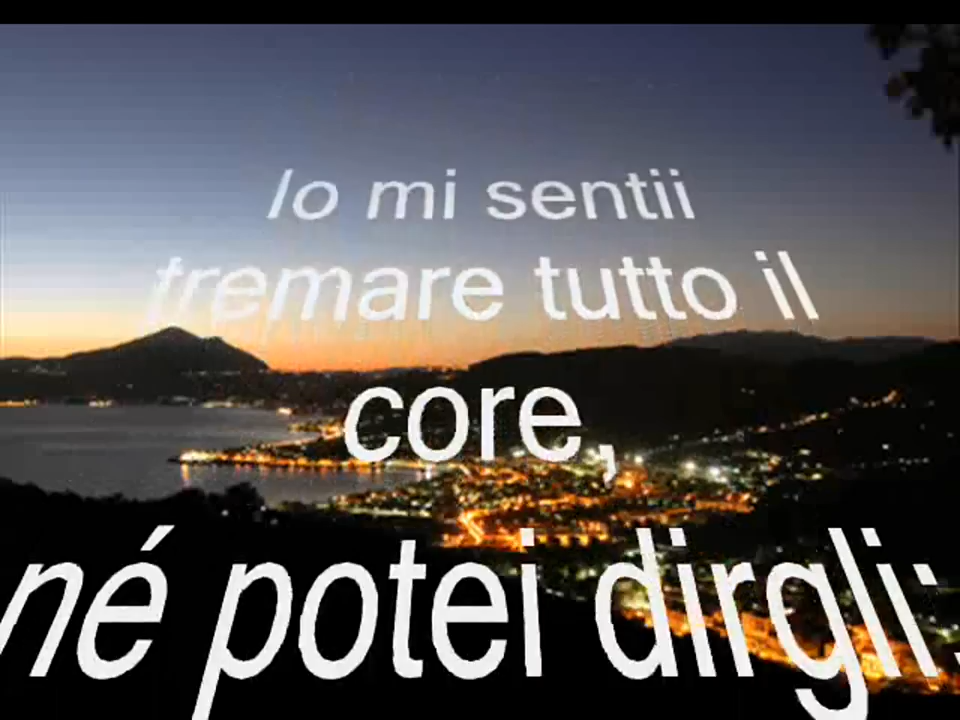 Io mi sentii
tremare tutto il
core,
né potei dirgli: